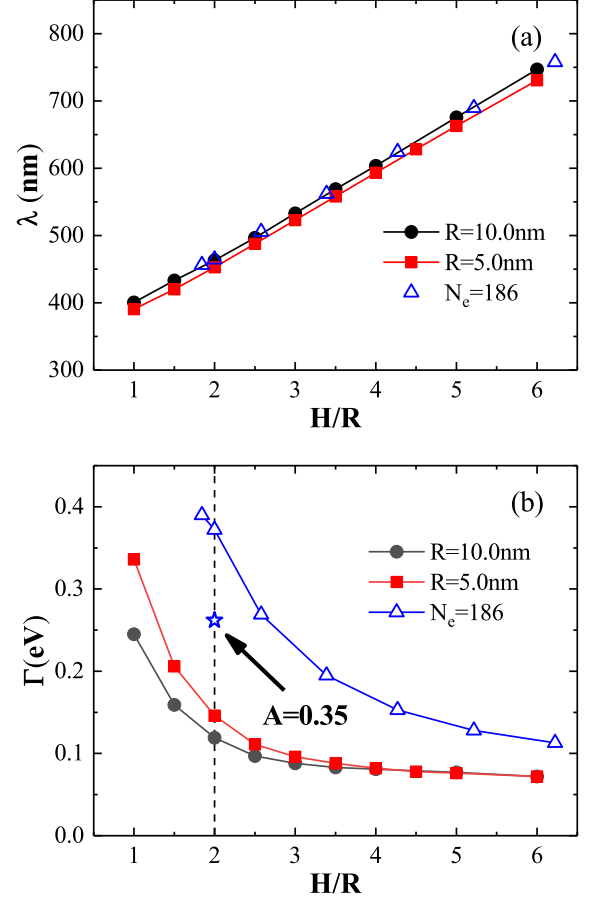 800
(a)
700
600
λ (nm)
500
R=10.0nm
R=5.0nm
400
Nₑ=186
300
1 2 3 4 5 6
H/R
(b)
0.4
R=10.0nm
R=5.0nm
0.3
Nₑ=186
Γ(eV)
0.2
A=0.35
0.1
0.0
1 2 3 4 5 6
H/R